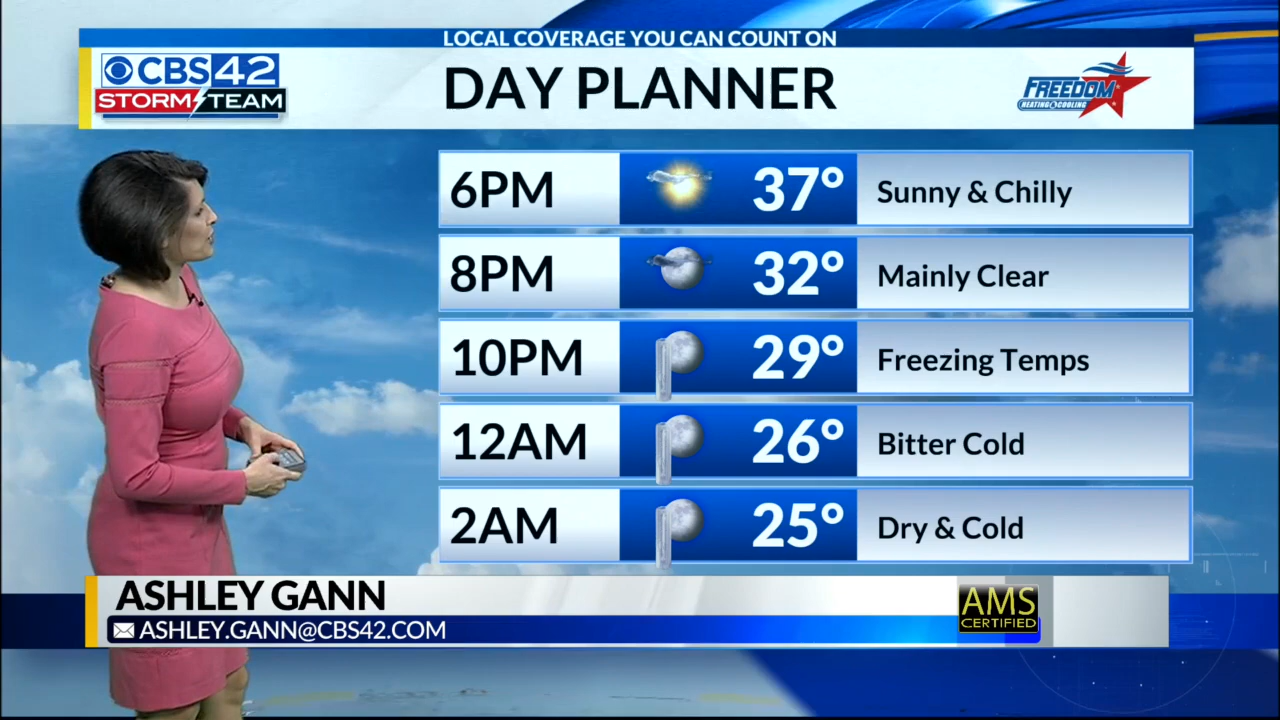 LOCAL COVERAGE YOU CAN COUNT ON
CBS42
STORM TEAM
DAY PLANNER
FREEDOM
HEATING & COOLING
6PM 37° Sunny & Chilly
8PM 32° Mainly Clear
10PM 29° Freezing Temps
12AM 26° Bitter Cold
2AM 25° Dry & Cold
ASHLEY GANN
ASHLEY.GANN@CBS42.COM
AMS
CERTIFIED